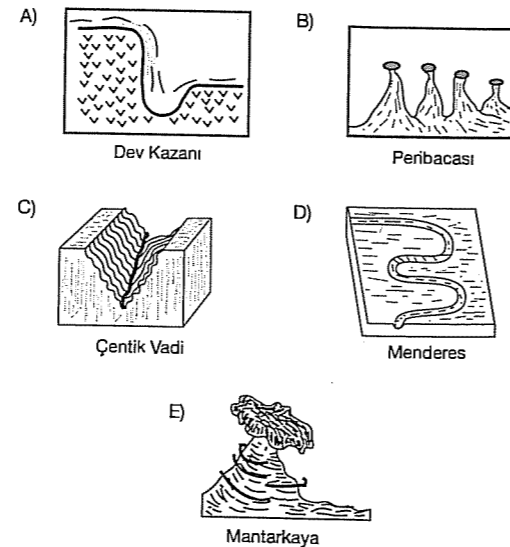 A)
Dev Kazanı
B)
Peribacası
C)
Çentik Vadi
D)
Menderes
E)
Mantarkaya